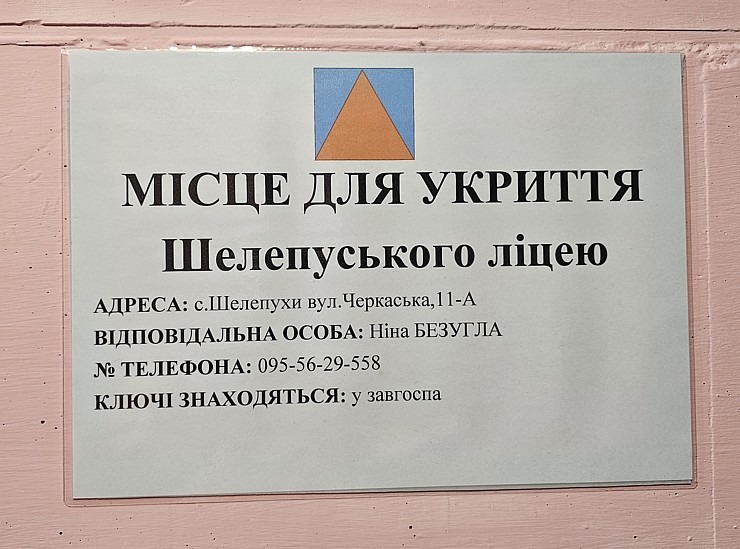 МІСЦЕ ДЛЯ УКРИТТЯ
Шелепуського ліцею
АДРЕСА: с.Шелепухи вул.Черкаська,11-А
ВІДПОВІДАЛЬНА ОСОБА: Ніна БЕЗУГЛА
№ ТЕЛЕФОНА: 095-56-29-558
КЛЮЧІ ЗНАХОДЯТЬСЯ: у завгоспа